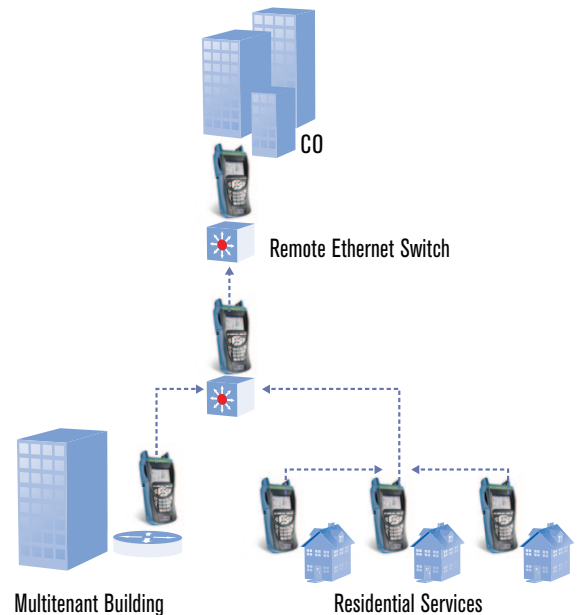 CO
Remote Ethernet Switch
Multitenant Building
Residential Services